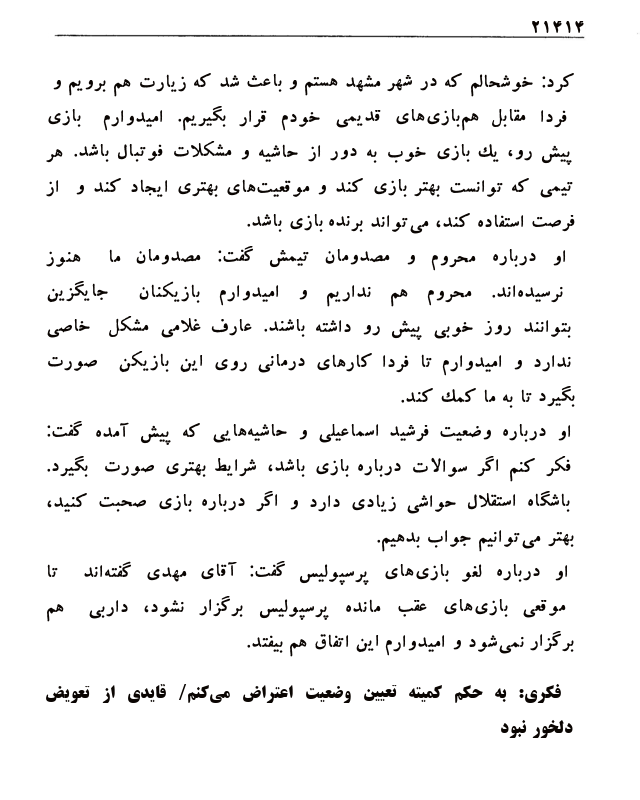 ۲۱۴۱۴
کرد: خوشحالم که در شهر مشهد هستم و باعث شد که زیارت هم برویم و
فردا مقابل هم‌بازی‌های قدیمی خودم قرار بگیریم. امیدوارم بازی
پیش رو، یك بازی خوب به دور از حاشیه و مشکلات فوتبال باشد. هر
تیمی که توانست بهتر بازی کند و موقعیت‌های بهتری ایجاد کند و از
فرصت استفاده کند، می‌تواند برنده بازی باشد.
او درباره محروم و مصدومان تیمش گفت: مصدومان ما هنوز
نرسیده‌اند. محروم هم نداریم و امیدوارم بازیکنان جایگزین
بتوانند روز خوبی پیش رو داشته باشند. عارف غلامی مشکل خاصی
ندارد و امیدوارم تا فردا کارهای درمانی روی این بازیکن صورت
بگیرد تا به ما کمك کند.
او درباره وضعیت فرشید اسماعیلی و حاشیه‌هایی که پیش آمده گفت:
فکر کنم اگر سوالات درباره بازی باشد، شرایط بهتری صورت بگیرد.
باشگاه استقلال حواشی زیادی دارد و اگر درباره بازی صحبت کنید،
بهتر می‌توانیم جواب بدهیم.
او درباره لغو بازی‌های پرسپولیس گفت: آقای مهدی گفته‌اند تا
موقعی بازی‌های عقب مانده پرسپولیس برگزار نشود، داربی هم
برگزار نمی‌شود و امیدوارم این اتفاق هم بیفتد.
فکری: به حکم کمیته تعیین وضعیت اعتراض می‌کنم/ قایدی از تعویض
دلخور نبود